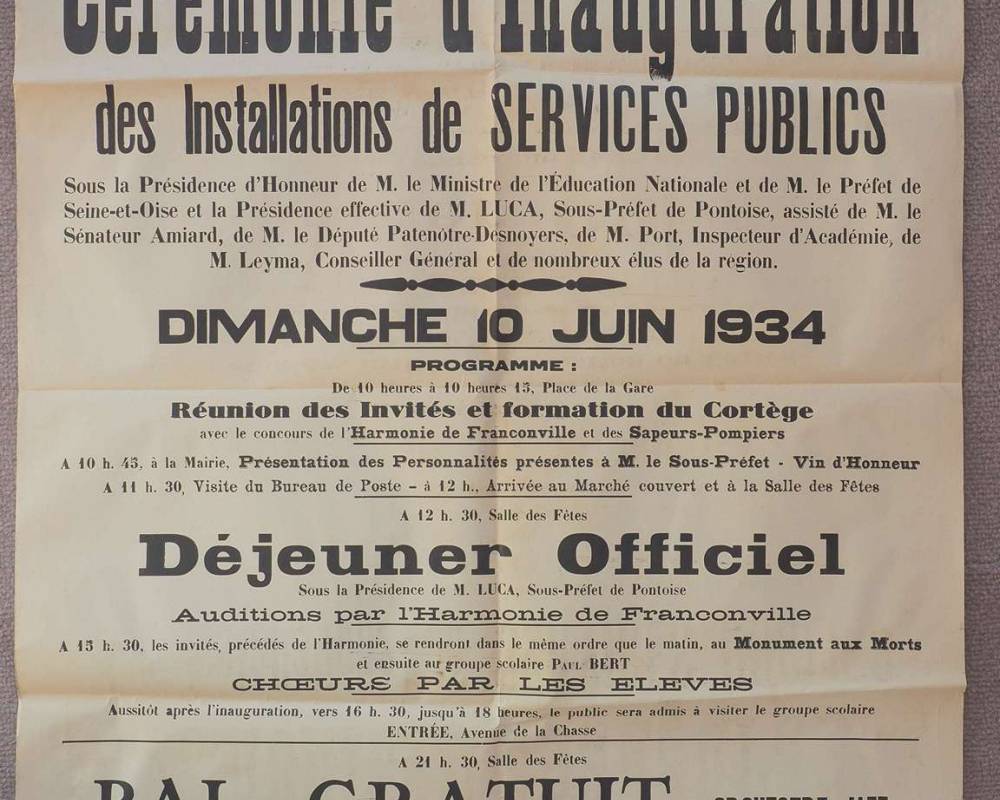 Cérémonie d'Inauguration
des Installations de SERVICES PUBLICS
Sous la Présidence d'Honneur de M. le Ministre de l'Éducation Nationale et de M. le Préfet de
Seine-et-Oise et la Présidence effective de M. LUCA, Sous-Préfet de Pontoise, assisté de M. le
Sénateur Amiard, de M. le Député Patenôtre-Desnoyers, de M. Port, Inspecteur d'Académie, de
M. Leyma, Conseiller Général et de nombreux élus de la region.
DIMANCHE 10 JUIN 1934
PROGRAMME :
De 10 heures à 10 heures 15, Place de la Gare
Réunion des Invités et formation du Cortège
avec le concours de l'Harmonie de Franconville et des Sapeurs-Pompiers
A 10 h. 45, à la Mairie, Présentation des Personnalités présentes à M. le Sous-Préfet - Vin d'Honneur
A 11 h. 30, Visite du Bureau de Poste - à 12 h., Arrivée au Marché couvert et à la Salle des Fêtes
A 12 h. 30, Salle des Fêtes
Déjeuner Officiel
Sous la Présidence de M. LUCA, Sous-Préfet de Pontoise
Auditions par l'Harmonie de Franconville
A 15 h. 30, les invités, précédés de l'Harmonie, se rendront dans le même ordre que le matin, au Monument aux Morts
et ensuite au groupe scolaire PAUL BERT
CHŒURS PAR LES ELEVES
Aussitôt après l'inauguration, vers 16 h. 30, jusqu'à 18 heures, le public sera admis à visiter le groupe scolaire
ENTRÉE, Avenue de la Chasse
A 21 h. 30, Salle des Fêtes
BAL GRATUIT